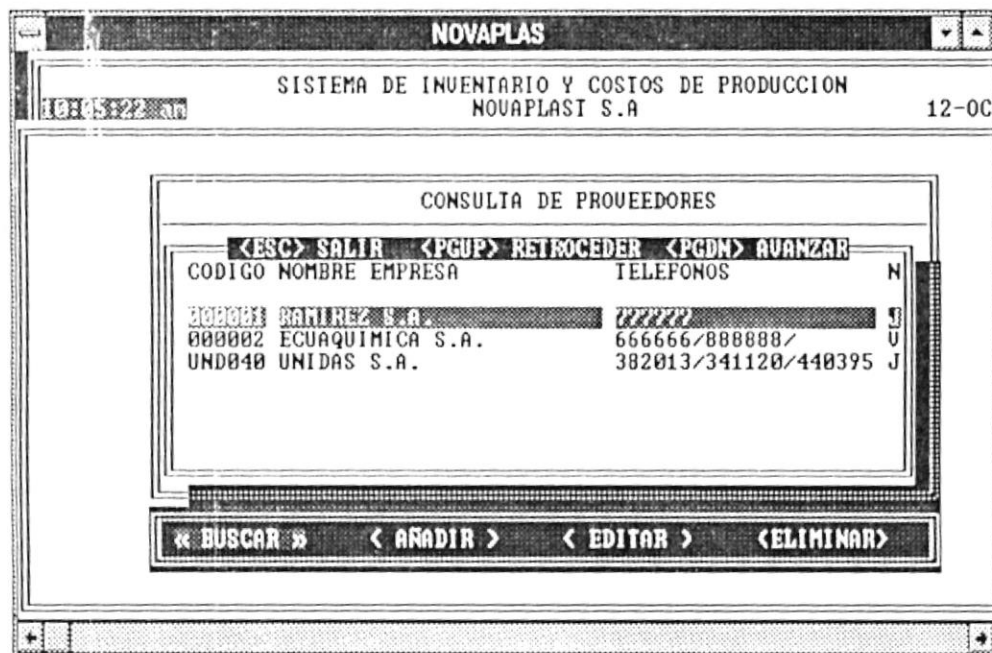 NOVAPLAS
SISTEMA DE INVENTARIO Y COSTOS DE PRODUCCION
10:05:22 am NOVAPLAST S.A 12-OC
CONSULTA DE PROVEEDORES
<ESC> SALIR <PGUP> RETROCEDER <PGDN> AVANZAR
CODIGO NOMBRE EMPRESA TELEFONOS N
000001 RAMIREZ S.A. ??????? J
000002 ECUAQUIMICA S.A. 666666/888888/ V
UND040 UNIDAS S.A. 382013/341120/440395 J
« BUSCAR » < AÑADIR > < EDITAR > <ELIMINAR>